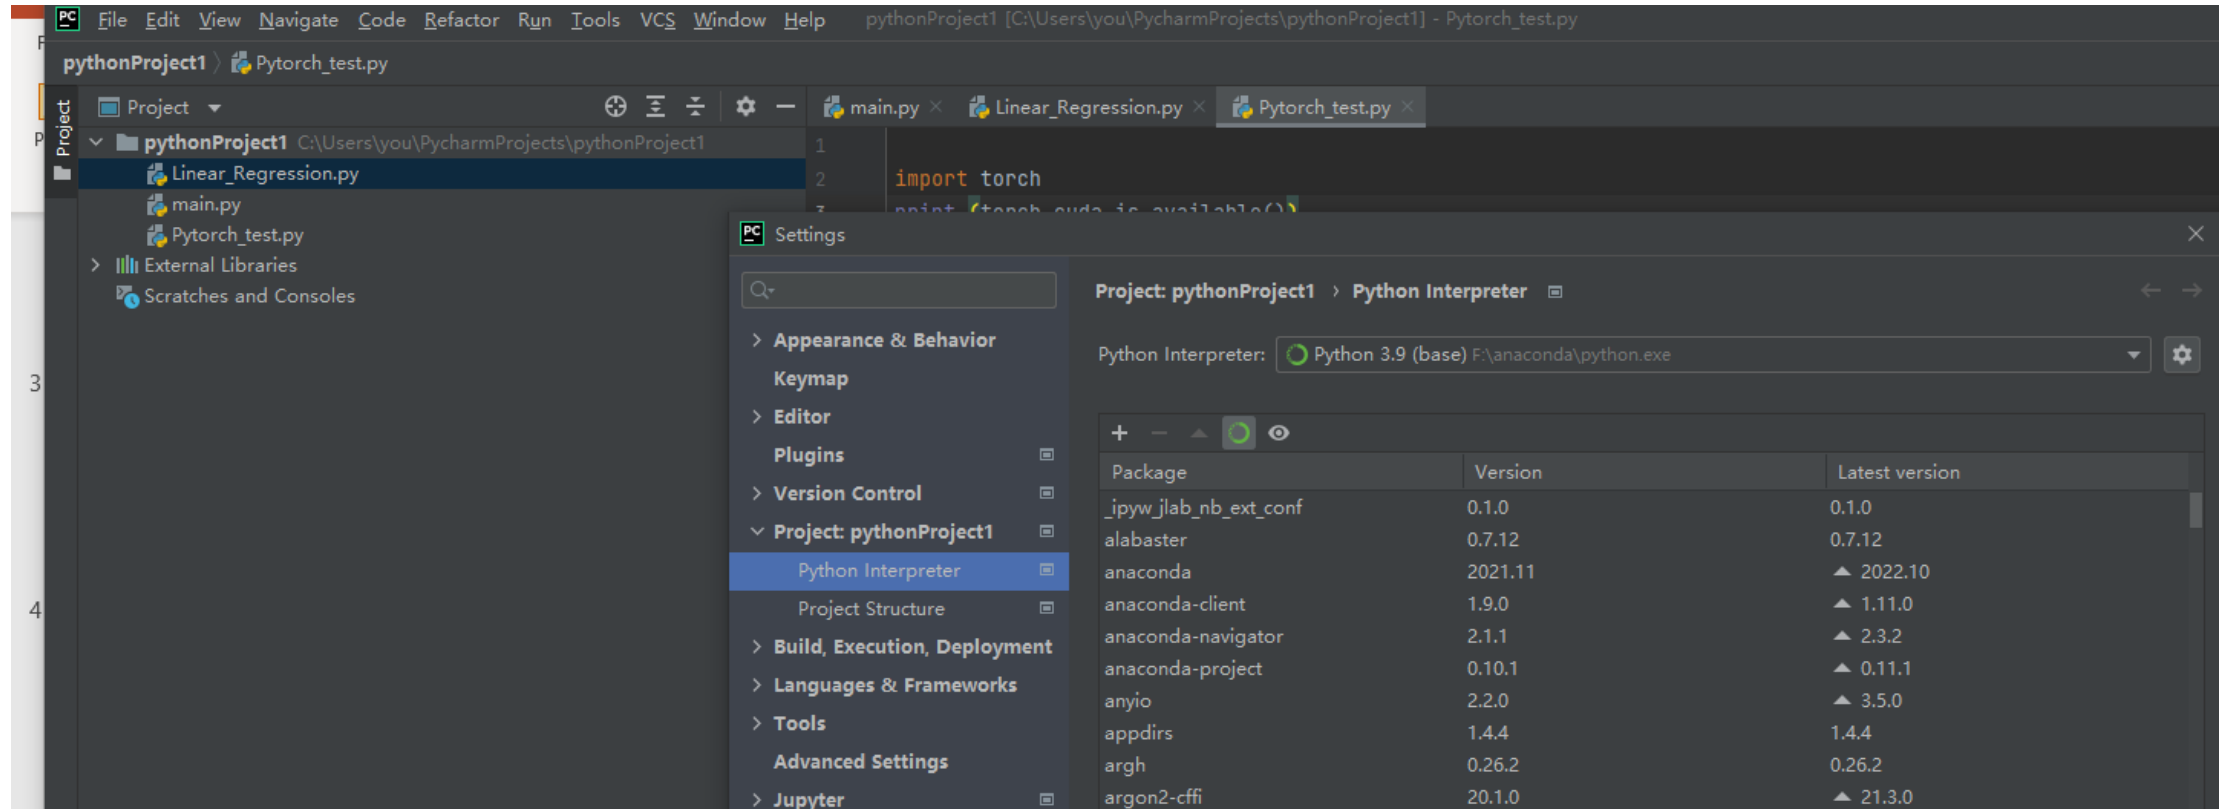 PC File Edit View Navigate Code Refactor Run Tools VCS Window Help pythonProject1 [C:\Users\you\PycharmProjects\pythonProject1] - Pytorch_test.py
pythonProject1 Pytorch_test.py
Project
Project
main.py Linear_Regression.py Pytorch_test.py
pythonProject1 C:\Users\you\PycharmProjects\pythonProject1
Linear_Regression.py
main.py
Pytorch_test.py
External Libraries
Scratches and Consoles
1
2 import torch
3 print (torch.cuda.is_available())
3
4
PC Settings
Appearance & Behavior
Keymap
Editor
Plugins
Version Control
Project: pythonProject1
Python Interpreter
Project Structure
Build, Execution, Deployment
Languages & Frameworks
Tools
Advanced Settings
Jupyter
Project: pythonProject1 › Python Interpreter
Python Interpreter: Python 3.9 (base) F:\anaconda\python.exe
Package Version Latest version
_ipyw_jlab_nb_ext_conf 0.1.0 0.1.0
alabaster 0.7.12 0.7.12
anaconda 2021.11 2022.10
anaconda-client 1.9.0 1.11.0
anaconda-navigator 2.1.1 2.3.2
anaconda-project 0.10.1 0.11.1
anyio 2.2.0 3.5.0
appdirs 1.4.4 1.4.4
argh 0.26.2 0.26.2
argon2-cffi 20.1.0 21.3.0